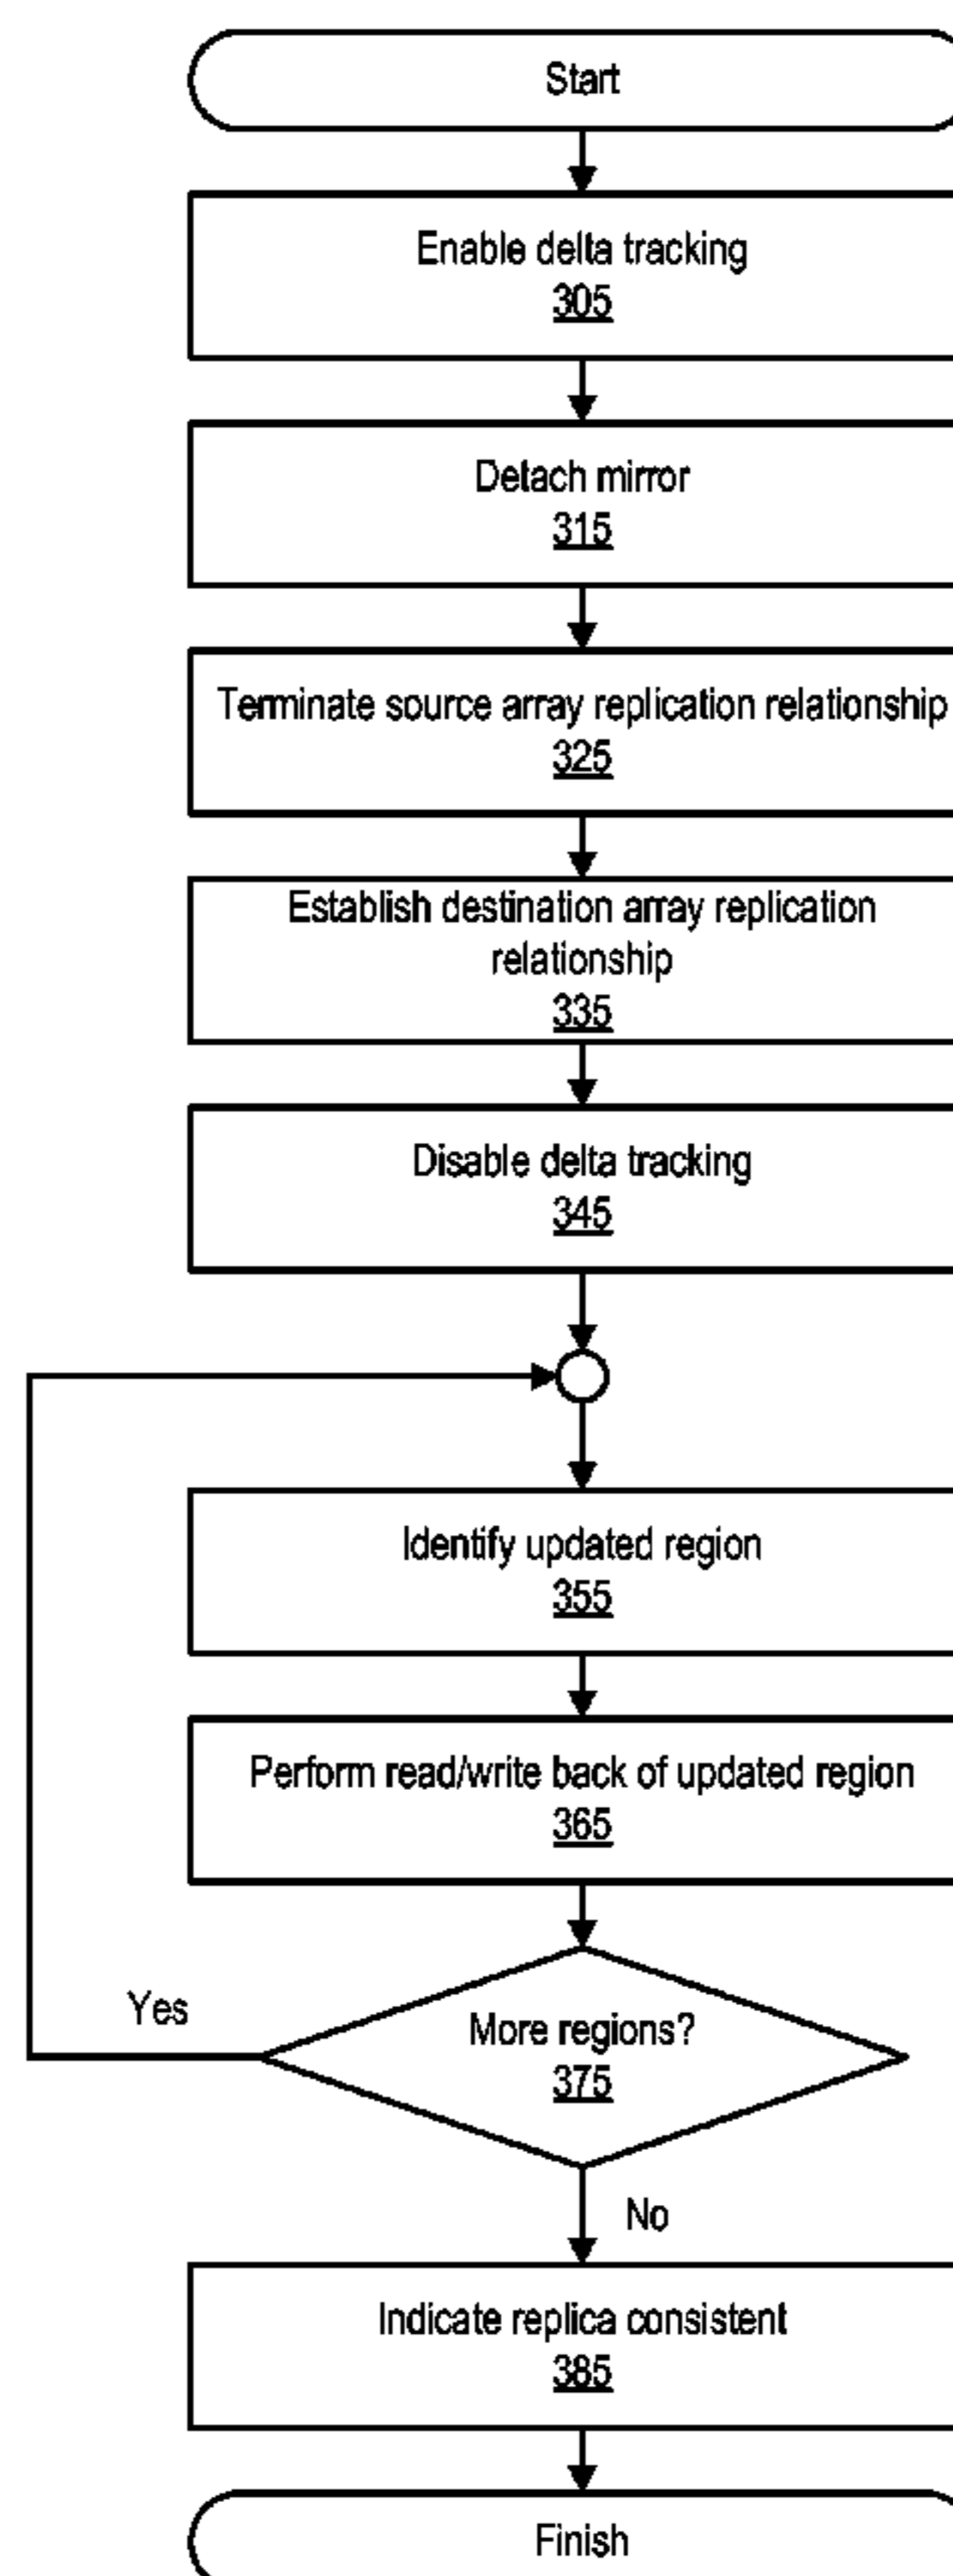 Start
Enable delta tracking
305
Detach mirror
315
Terminate source array replication relationship
325
Establish destination array replication
relationship
335
Disable delta tracking
345
Identify updated region
355
Perform read/write back of updated region
365
Yes
More regions?
375
No
Indicate replica consistent
385
Finish